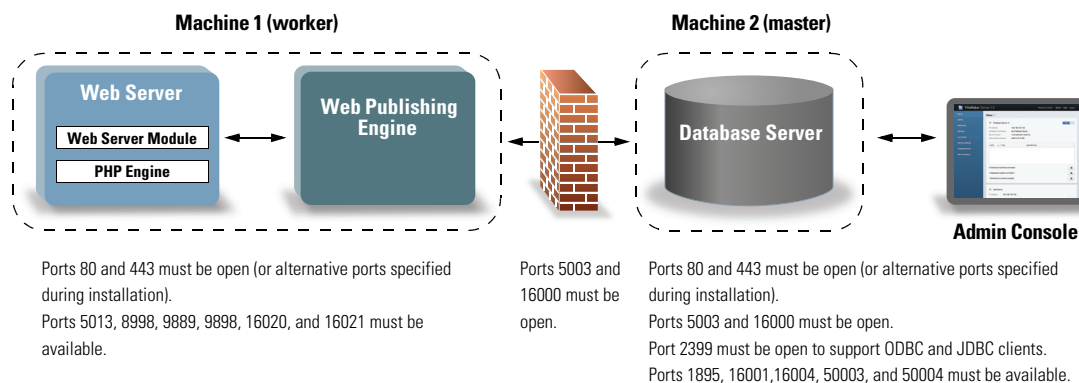 Machine 1 (worker)
Machine 2 (master)
Web Server
Web Server Module
PHP Engine
Web Publishing
Engine
Database Server
Admin Console
Ports 80 and 443 must be open (or alternative ports specified
during installation).
Ports 5013, 8998, 9889, 9898, 16020, and 16021 must be
available.
Ports 5003 and
16000 must be
open.
Ports 80 and 443 must be open (or alternative ports specified
during installation).
Ports 5003 and 16000 must be open.
Port 2399 must be open to support ODBC and JDBC clients.
Ports 1895, 16001,16004, 50003, and 50004 must be available.